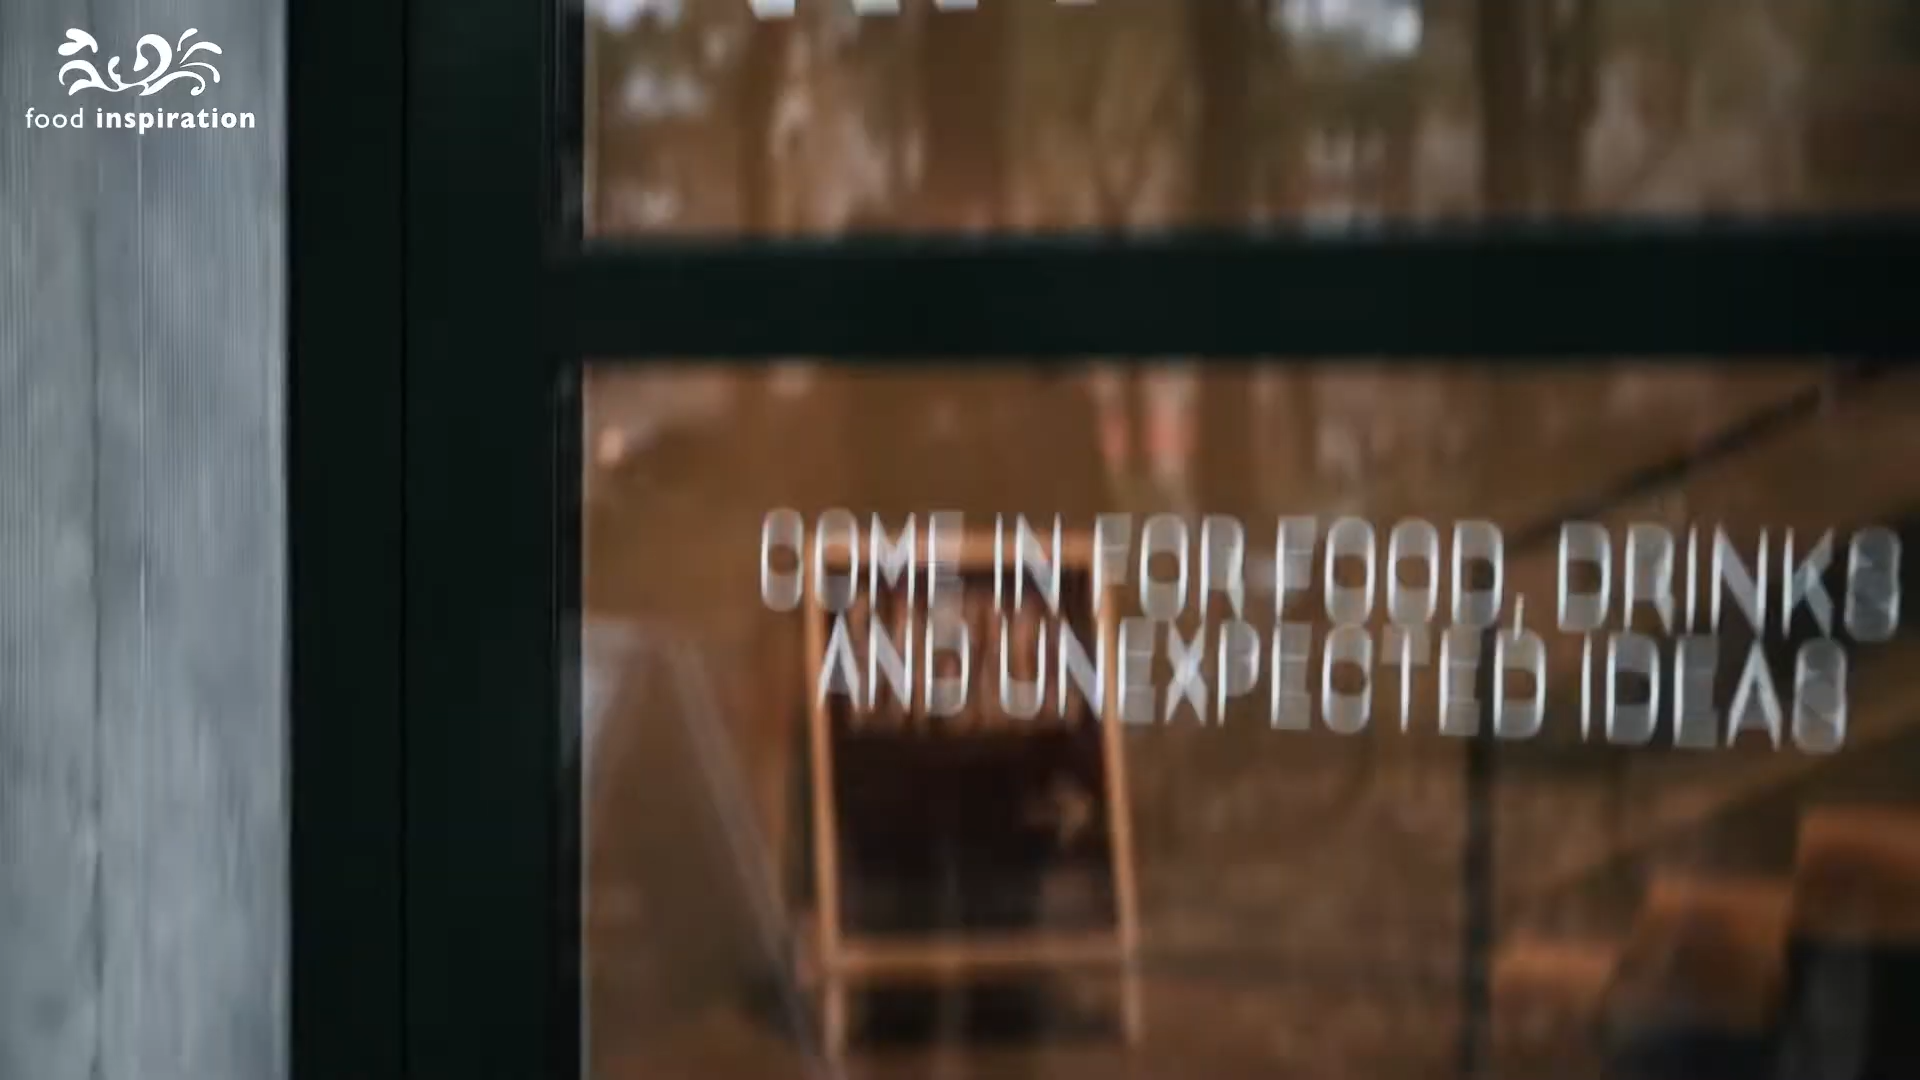 food inspiration
COME IN FOR FOOD, DRINKS
AND UNEXPECTED IDEAS